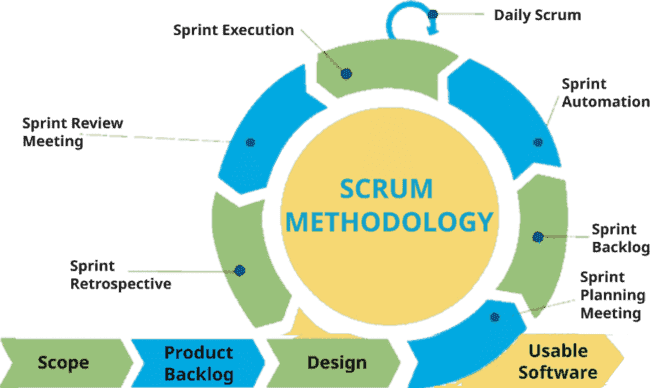 Daily Scrum
Sprint Execution
Sprint
Automation
Sprint Review
Meeting
SCRUM
METHODOLOGY
Sprint
Backlog
Sprint
Retrospective
Sprint
Planning
Meeting
Scope
Product
Backlog
Design
Usable
Software